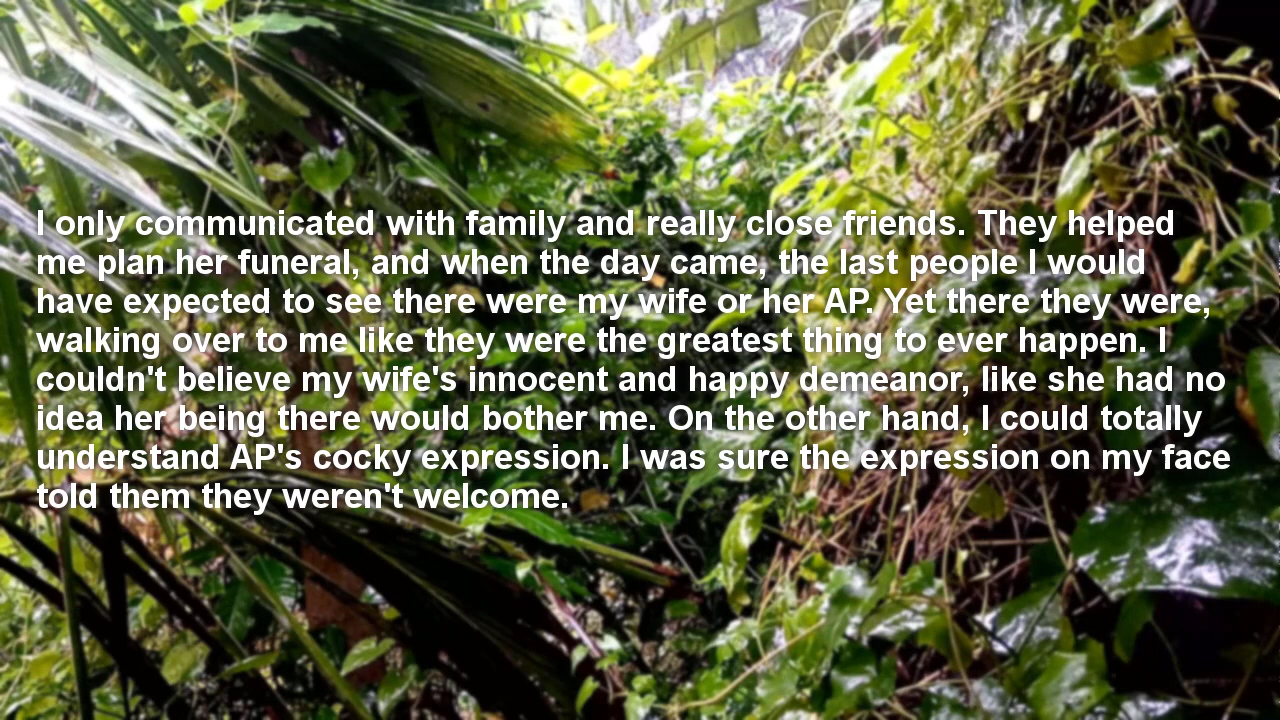 I only communicated with family and really close friends. They helped
me plan her funeral, and when the day came, the last people I would
have expected to see there were my wife or her AP. Yet there they were,
walking over to me like they were the greatest thing to ever happen. I
couldn't believe my wife's innocent and happy demeanor, like she had no
idea her being there would bother me. On the other hand, I could totally
understand AP's cocky expression. I was sure the expression on my face
told them they weren't welcome.